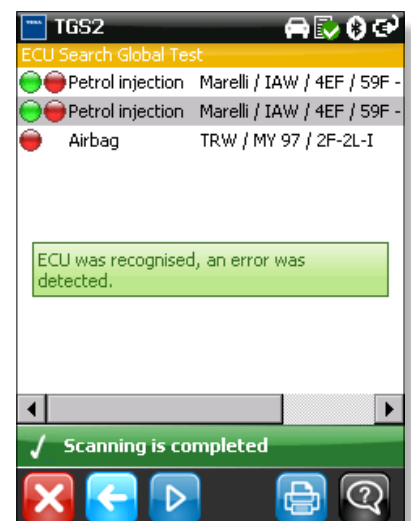 TEXA TGS2
ECU Search Global Test
Petrol injection Marelli / IAW / 4EF / 59F -
Petrol injection Marelli / IAW / 4EF / 59F -
Airbag TRW / MY 97 / 2F-2L-I
ECU was recognised, an error was
detected.
Scanning is completed